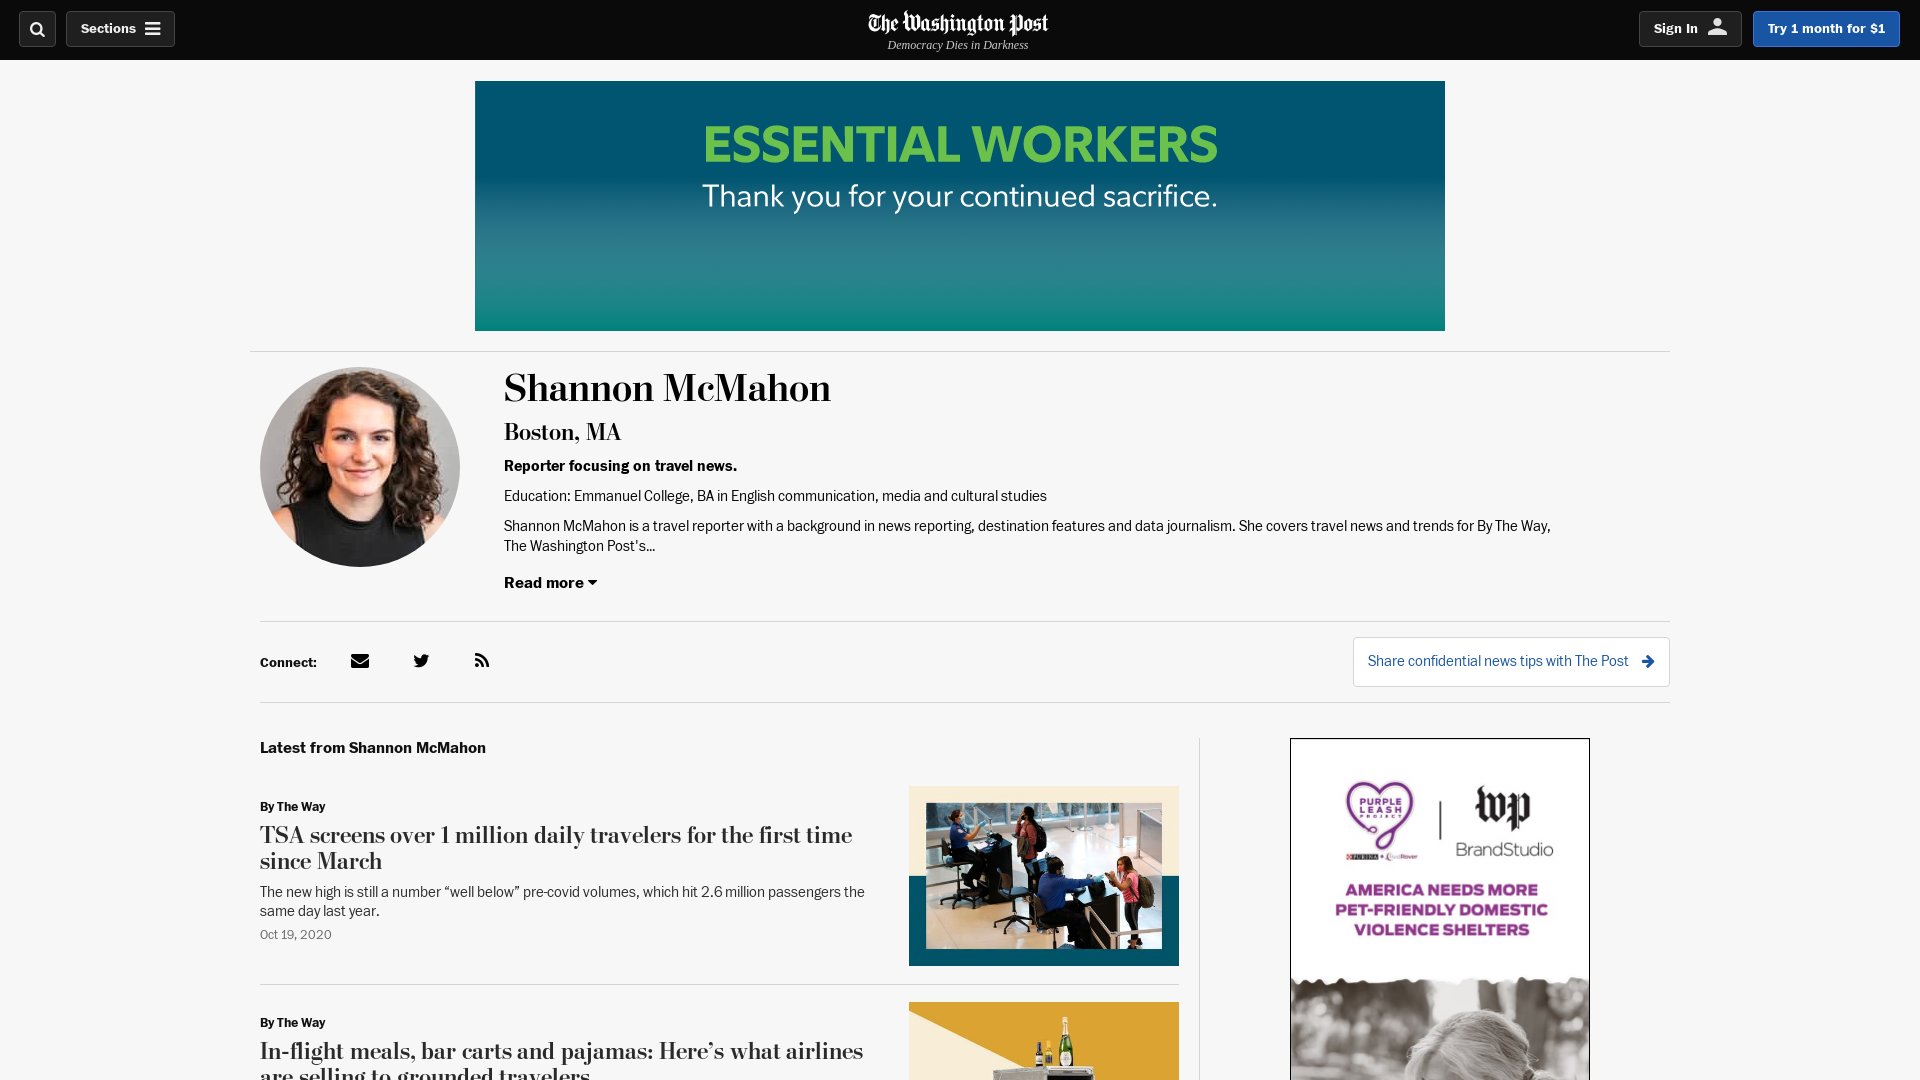 Sections
The Washington Post
Democracy Dies in Darkness
Sign In
Try 1 month for $1
ESSENTIAL WORKERS
Thank you for your continued sacrifice.
Shannon McMahon
Boston, MA
Reporter focusing on travel news.
Education: Emmanuel College, BA in English communication, media and cultural studies
Shannon McMahon is a travel reporter with a background in news reporting, destination features and data journalism. She covers travel news and trends for By The Way,
The Washington Post's...
Read more
Connect:
Share confidential news tips with The Post
Latest from Shannon McMahon
By The Way
TSA screens over 1 million daily travelers for the first time
since March
The new high is still a number “well below” pre-covid volumes, which hit 2.6 million passengers the
same day last year.
Oct 19, 2020
By The Way
In-flight meals, bar carts and pajamas: Here’s what airlines
are selling to grounded travelers
PURPLE
LEASH
PROJECT
PURINA
wp
BrandStudio
AMERICA NEEDS MORE
PET-FRIENDLY DOMESTIC
VIOLENCE SHELTERS